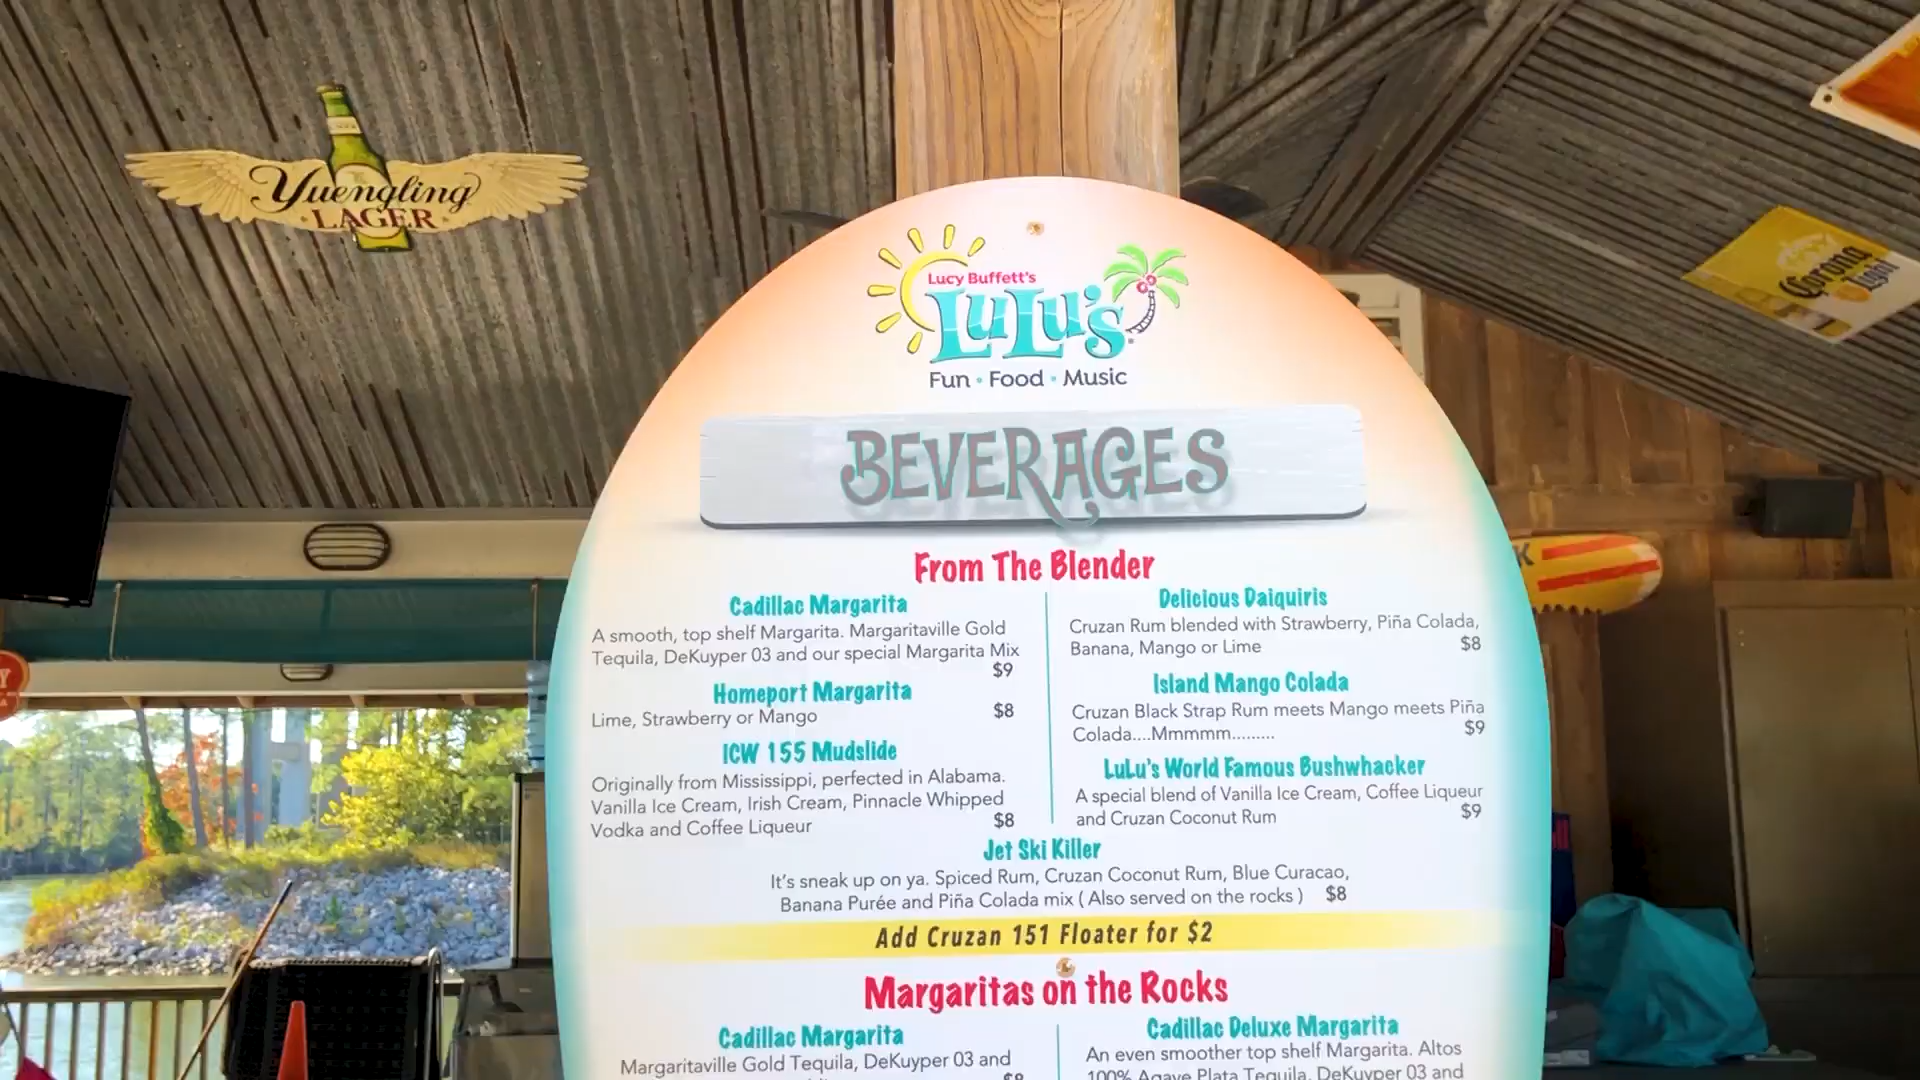 Yuengling
LAGER
Corona
Light
Lucy Buffett's
LuLu's
Fun • Food • Music
BEVERAGES
From The Blender
Cadillac Margarita
A smooth, top shelf Margarita. Margaritaville Gold
Tequila, DeKuyper 03 and our special Margarita Mix
$9
Homeport Margarita
Lime, Strawberry or Mango $8
ICW 155 Mudslide
Originally from Mississippi, perfected in Alabama.
Vanilla Ice Cream, Irish Cream, Pinnacle Whipped
Vodka and Coffee Liqueur $8
Delicious Daiquiris
Cruzan Rum blended with Strawberry, Piña Colada,
Banana, Mango or Lime $8
Island Mango Colada
Cruzan Black Strap Rum meets Mango meets Piña
Colada....Mmmmm......... $9
LuLu's World Famous Bushwhacker
A special blend of Vanilla Ice Cream, Coffee Liqueur
and Cruzan Coconut Rum $9
Jet Ski Killer
It's sneak up on ya. Spiced Rum, Cruzan Coconut Rum, Blue Curacao,
Banana Purée and Piña Colada mix ( Also served on the rocks ) $8
Add Cruzan 151 Floater for $2
Margaritas on the Rocks
Cadillac Margarita
Margaritaville Gold Tequila, DeKuyper 03 and
$8
Cadillac Deluxe Margarita
An even smoother top shelf Margarita. Altos
100% Agave Plata Tequila, DeKuyper 03 and